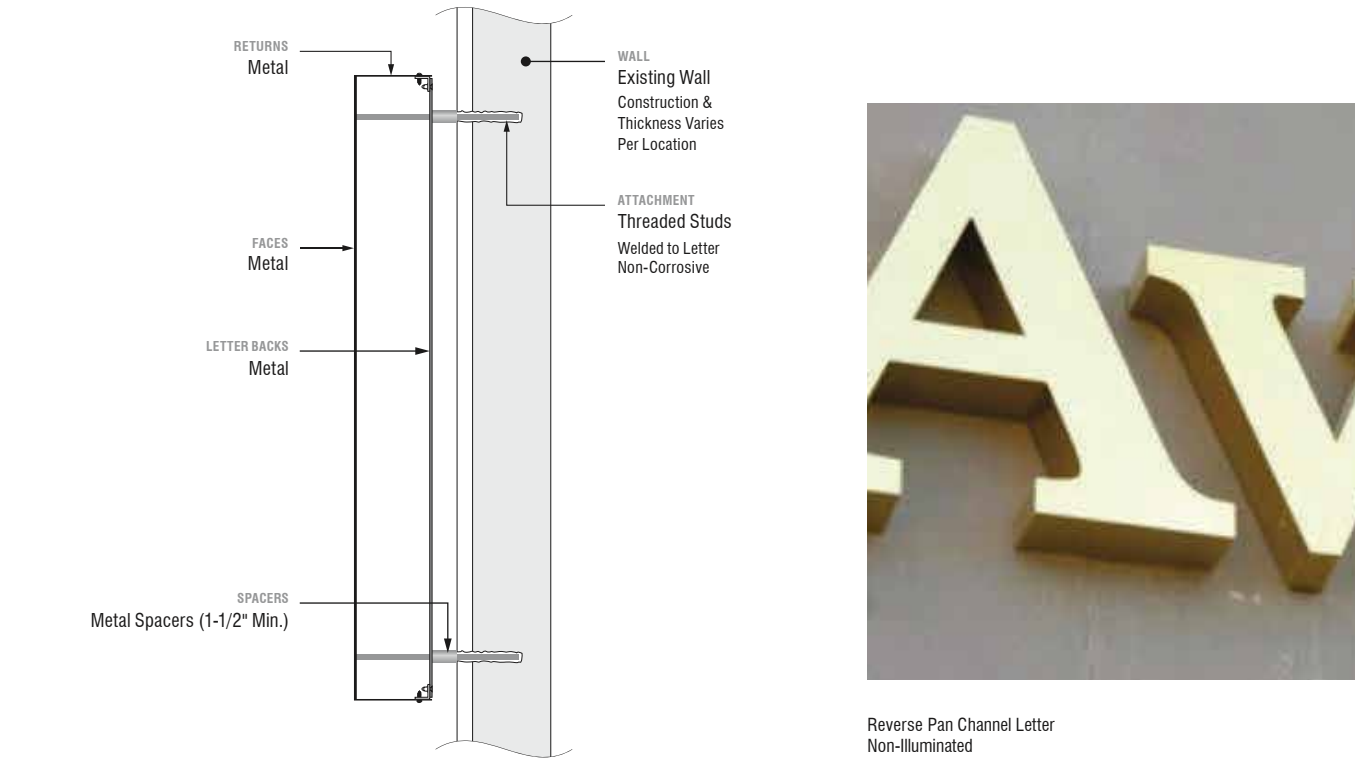 RETURNS
Metal
FACES
Metal
LETTER BACKS
Metal
SPACERS
Metal Spacers (1-1/2" Min.)
WALL
Existing Wall
Construction &
Thickness Varies
Per Location
ATTACHMENT
Threaded Studs
Welded to Letter
Non-Corrosive
AV
Reverse Pan Channel Letter
Non-Illuminated